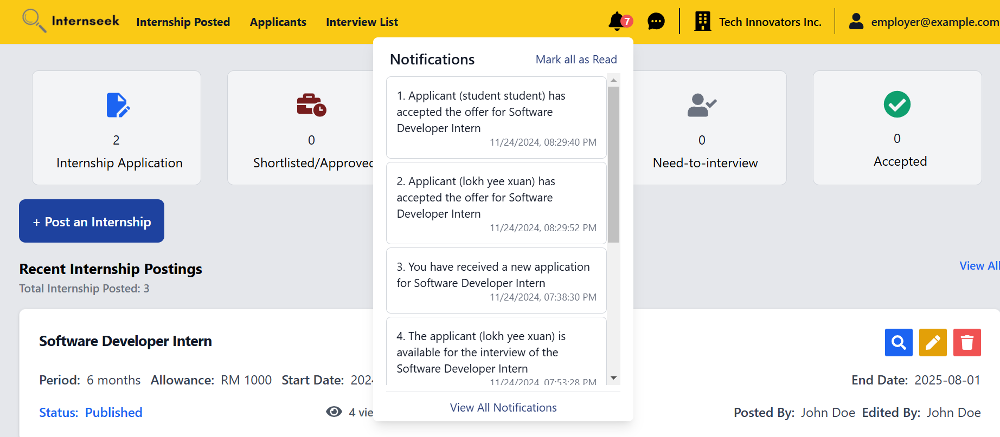 Internseek Internship Posted Applicants Interview List 7 Tech Innovators Inc. employer@example.com
Notifications Mark all as Read
1. Applicant (student student) has
accepted the offer for Software
Developer Intern
11/24/2024, 08:29:40 PM
2. Applicant (lokh yee xuan) has
accepted the offer for Software
Developer Intern
11/24/2024, 08:29:52 PM
3. You have received a new application
for Software Developer Intern
11/24/2024, 07:38:30 PM
4. The applicant (lokh yee xuan) is
available for the interview of the
Software Developer Intern
11/24/2024, 07:53:28 PM
View All Notifications
2
Internship Application
0
Shortlisted/Approved
0
Need-to-interview
0
Accepted
+ Post an Internship
Recent Internship Postings View All
Total Internship Posted: 3
Software Developer Intern
Period: 6 months Allowance: RM 1000 Start Date: End Date: 2025-08-01
Status: Published 4 Posted By: John Doe Edited By: John Doe